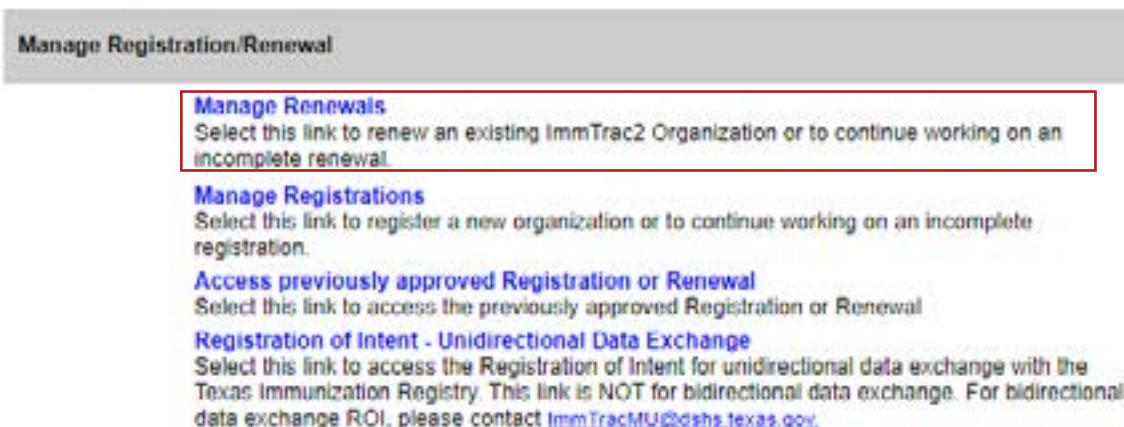 Manage Registration/Renewal
Manage Renewals
Select this link to renew an existing ImmTrac2 Organization or to continue working on an
incomplete renewal.
Manage Registrations
Select this link to register a new organization or to continue working on an incomplete
registration.
Access previously approved Registration or Renewal
Select this link to access the previously approved Registration or Renewal
Registration of Intent - Unidirectional Data Exchange
Select this link to access the Registration of Intent for unidirectional data exchange with the
Texas Immunization Registry. This link is NOT for bidirectional data exchange. For bidirectional
data exchange ROI, please contact ImmTracMU@dshs.texas.gov.